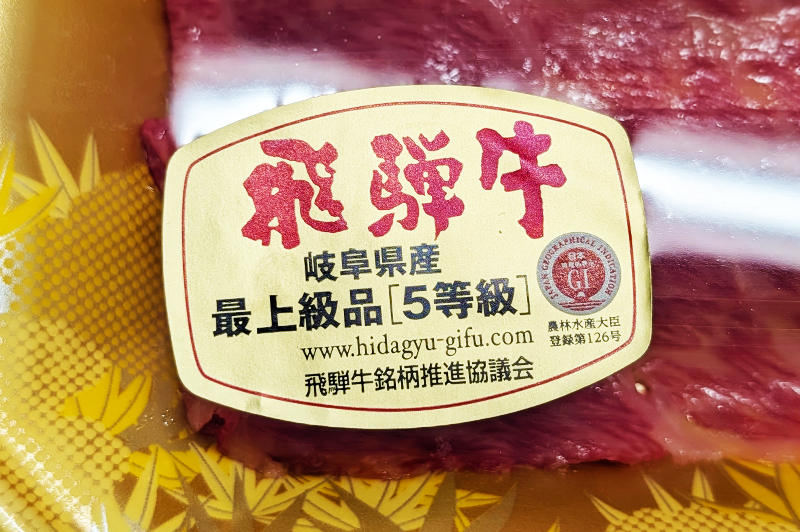 飛騨牛
岐阜県産
最上級品[5等級]
www.hidagyu-gifu.com
飛騨牛銘柄推進協議会
JAPAN GEOGRAPHICAL INDICATION
日本
GI
農林水産大臣
登録第126号